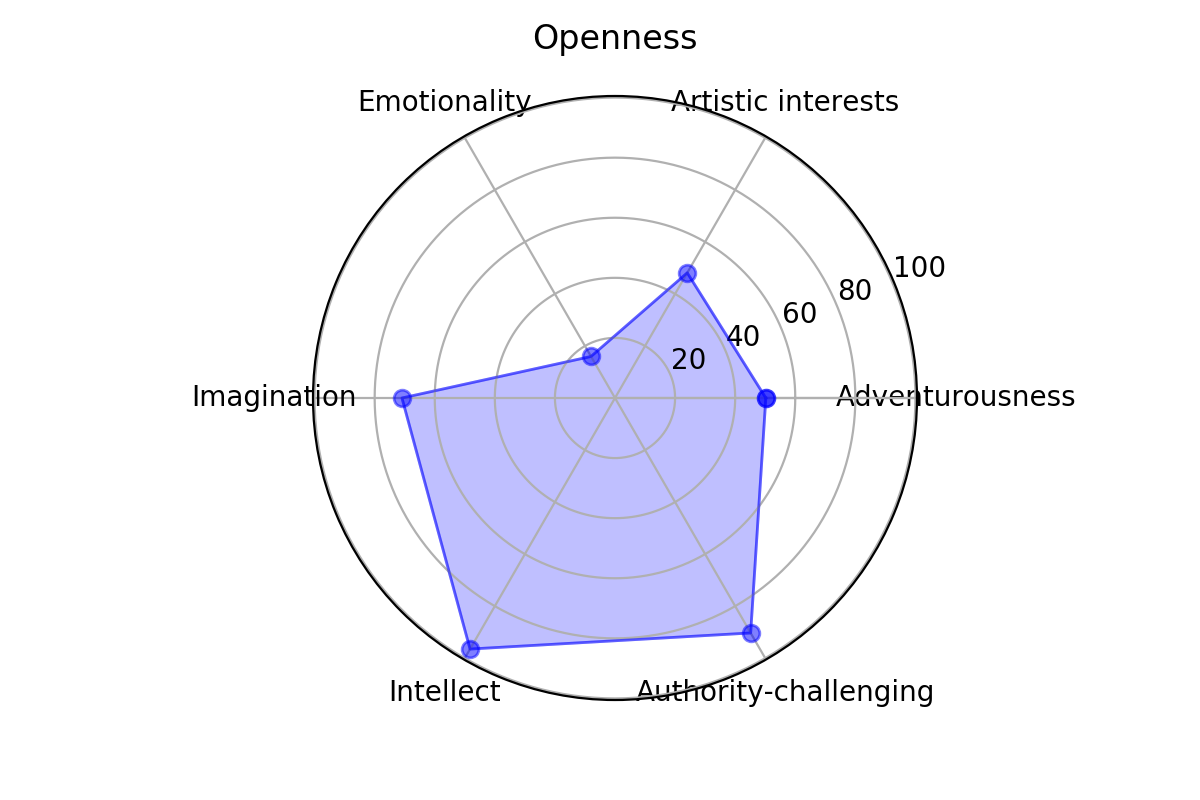 Openness
Emotionality
Artistic interests
100
80
60
40
20
Imagination
Adventurousness
Intellect
Authority-challenging